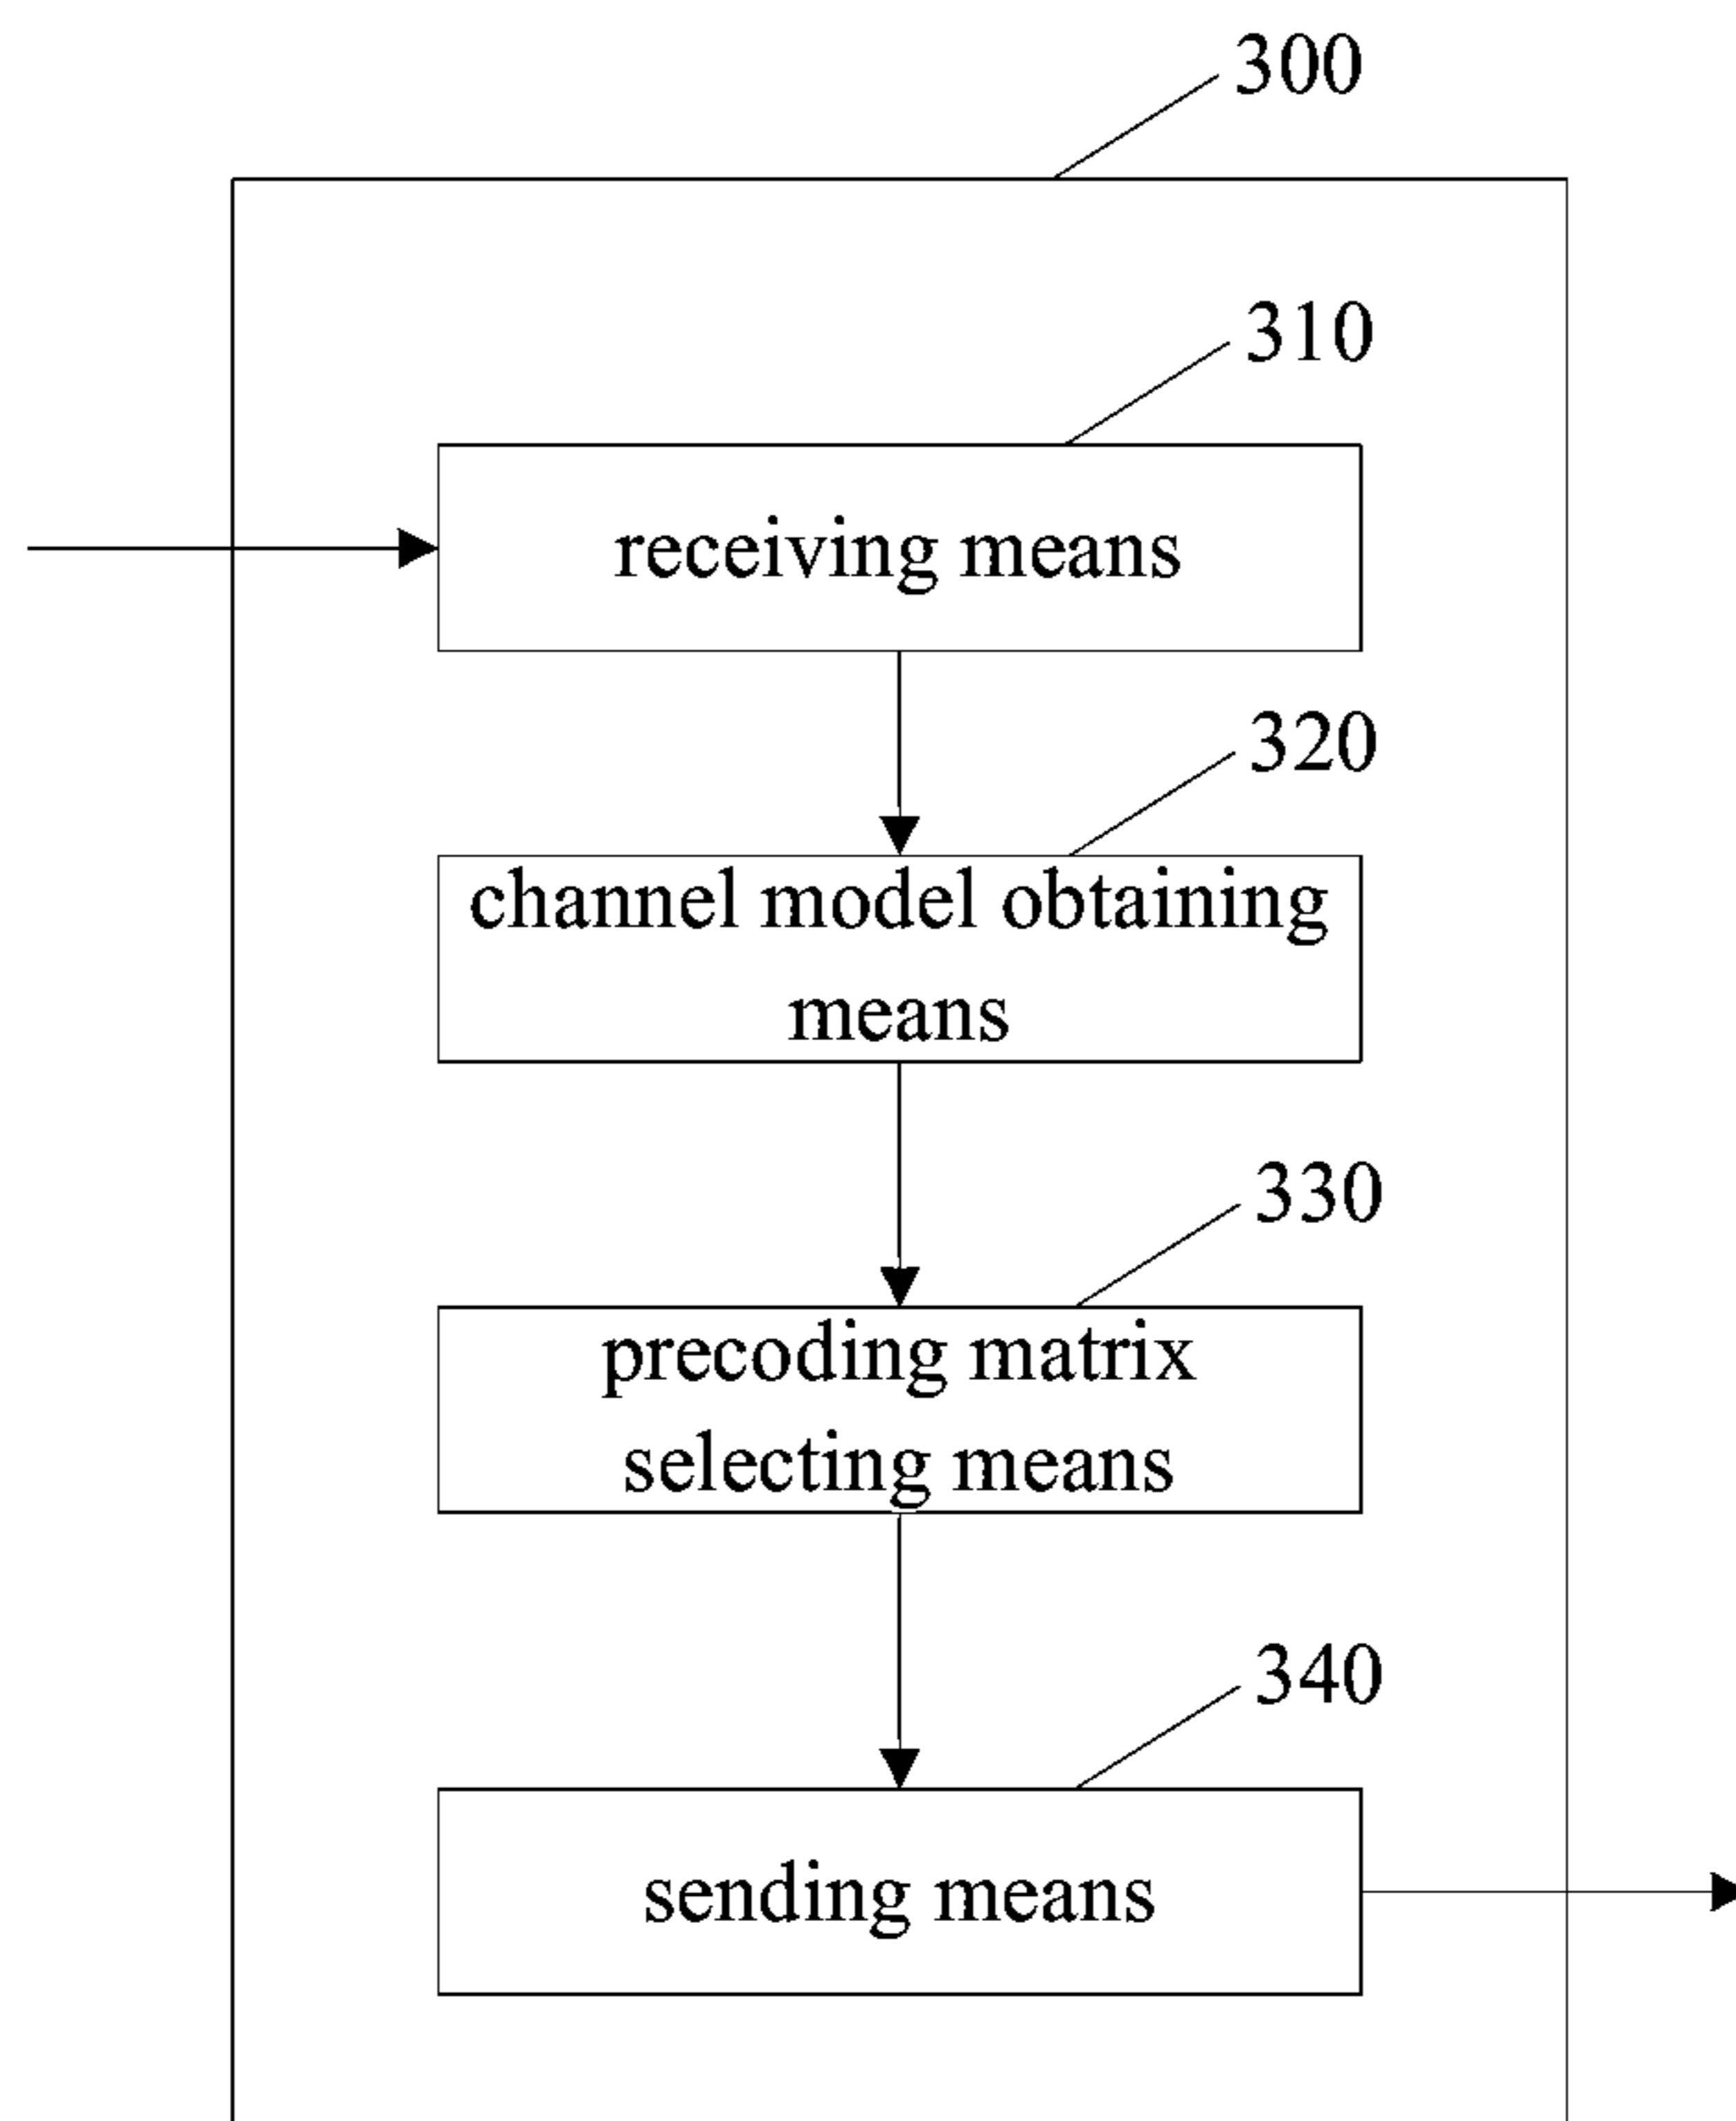 300
310
receiving means
320
channel model obtaining
means
330
precoding matrix
selecting means
340
sending means